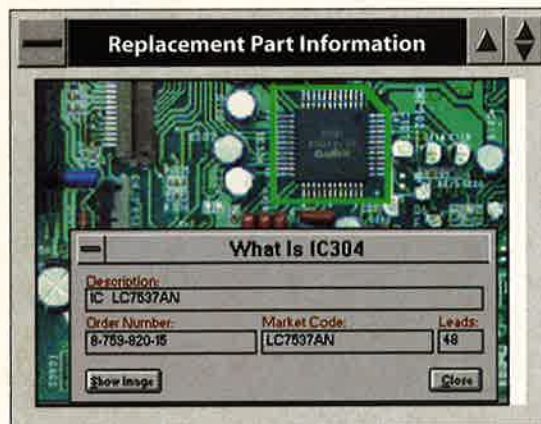 Replacement Part Information
What Is IC304
Description:
IC LC7537AN
Order Number:
Market Code:
Leads:
8-759-820-15
LC7537AN
48
Show Image
Close